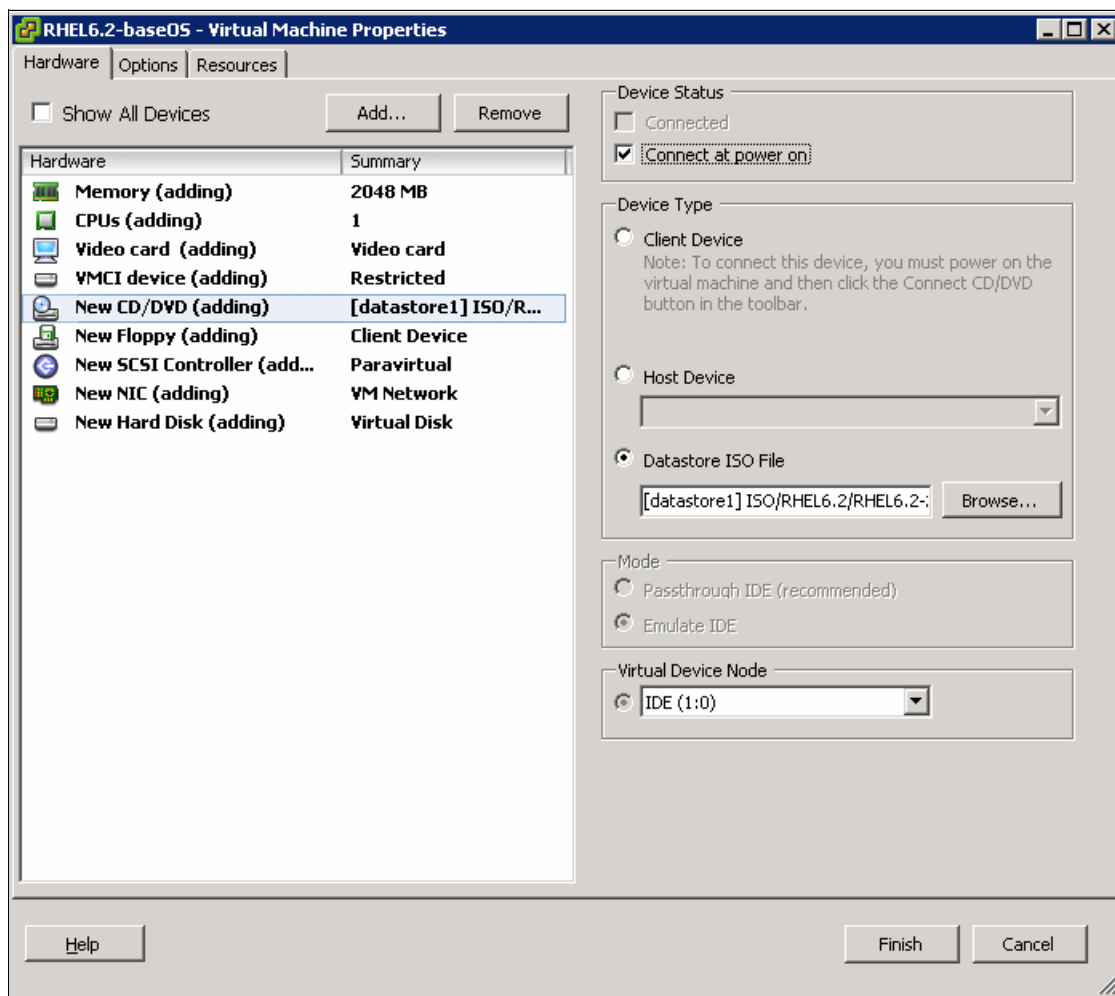 RHEL6.2-baseOS - Virtual Machine Properties
Hardware Options Resources
Show All Devices Add... Remove
Hardware Summary
Memory (adding) 2048 MB
CPUs (adding) 1
Video card (adding) Video card
VMCI device (adding) Restricted
New CD/DVD (adding) [datastore1] ISO/R...
New Floppy (adding) Client Device
New SCSI Controller (add... Paravirtual
New NIC (adding) VM Network
New Hard Disk (adding) Virtual Disk
Device Status
Connected
Connect at power on
Device Type
Client Device
Note: To connect this device, you must power on the
virtual machine and then click the Connect CD/DVD
button in the toolbar.
Host Device
Datastore ISO File
[datastore1] ISO/RHEL6.2/RHEL6.2- Browse...
Mode
Passthrough IDE (recommended)
Emulate IDE
Virtual Device Node
IDE (1:0)
Help Finish Cancel